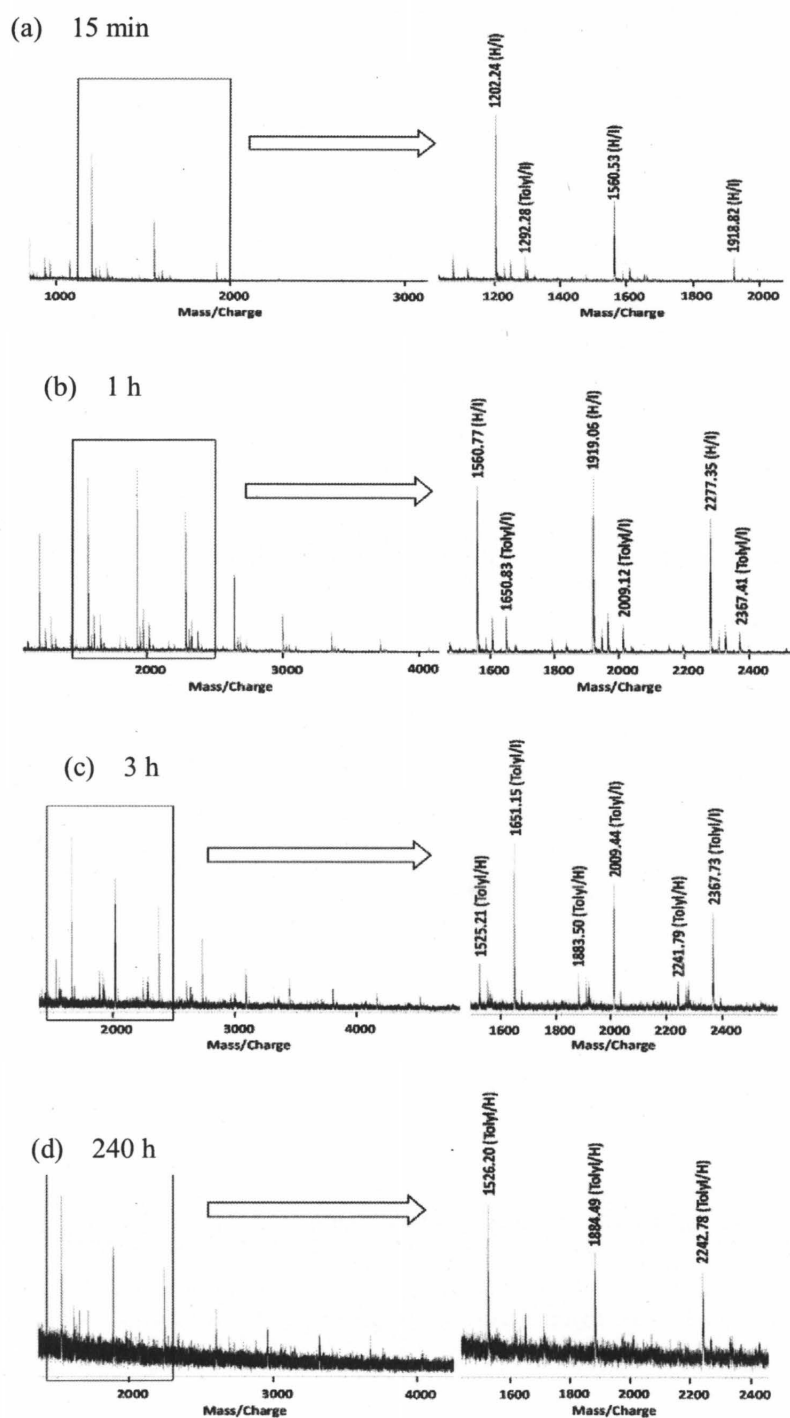 (a) 15 min
1202.24 (H/I)
1292.28 (Tolyl/I)
1560.53 (H/I)
1918.82 (H/I)
1000 2000 3000
Mass/Charge
1200 1400 1600 1800 2000
Mass/Charge
(b) 1 h
1560.77 (H/I)
1650.83 (Tolyl/I)
1919.06 (H/I)
2009.12 (Tolyl/I)
2277.35 (H/I)
2367.41 (Tolyl/I)
2000 3000 4000
Mass/Charge
1600 1800 2000 2200 2400
Mass/Charge
(c) 3 h
1525.21 (Tolyl/H)
1651.15 (Tolyl/I)
1883.50 (Tolyl/H)
2009.44 (Tolyl/I)
2241.79 (Tolyl/H)
2367.73 (Tolyl/I)
2000 3000 4000
Mass/Charge
1600 1800 2000 2200 2400
Mass/Charge
(d) 240 h
1526.20 (Tolyl/H)
1884.49 (Tolyl/H)
2242.78 (Tolyl/H)
2000 3000 4000
Mass/Charge
1600 1800 2000 2200 2400
Mass/Charge